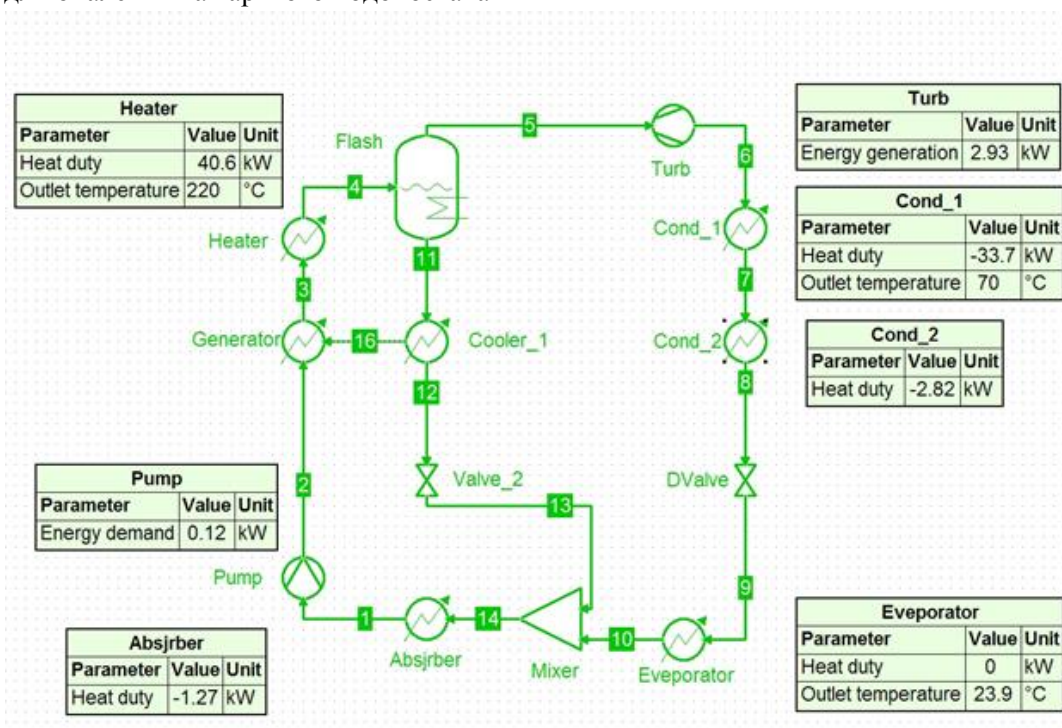 Heater
Parameter Value Unit
Heat duty 40.6 kW
Outlet temperature 220 °C
Flash
5
Turb
6
Turb
Parameter Value Unit
Energy generation 2.93 kW
4
Heater
11
Cond_1
7
Cond_1
Parameter Value Unit
Heat duty -33.7 kW
Outlet temperature 70 °C
3
Generator
16
Cooler_1
12
Cond_2
8
Cond_2
Parameter Value Unit
Heat duty -2.82 kW
Pump
Parameter Value Unit
Energy demand 0.12 kW
2
Valve_2
13
DValve
Pump
9
1
Absjrber
14
Mixer
10
Eveporator
Absjrber
Parameter Value Unit
Heat duty -1.27 kW
Eveporator
Parameter Value Unit
Heat duty 0 kW
Outlet temperature 23.9 °C